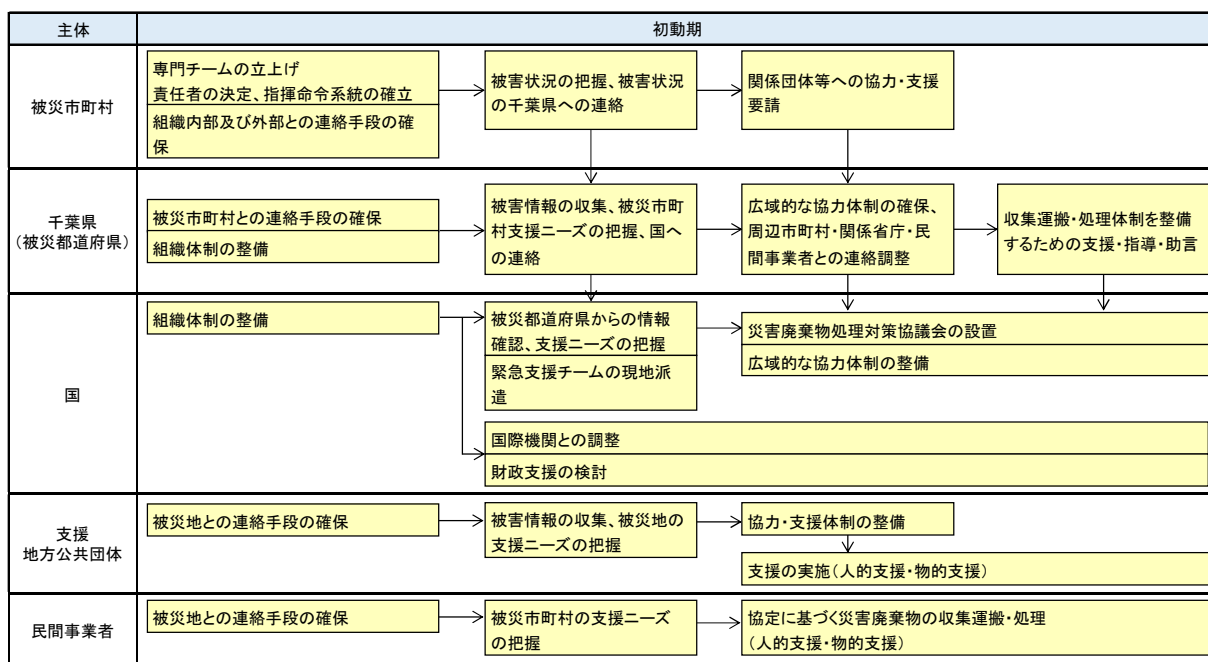 主体
初動期
被災市町村
専門チームの立上げ
責任者の決定、指揮命令系統の確立
組織内部及び外部との連絡手段の確
保
被害状況の把握、被害状況
の千葉県への連絡
関係団体等への協力・支援
要請
千葉県
（被災都道府県）
被災市町村との連絡手段の確保
組織体制の整備
被害情報の収集、被災市町
村支援ニーズの把握、国へ
の連絡
広域的な協力体制の確保、
周辺市町村・関係省庁・民
間事業者との連絡調整
収集運搬・処理体制を整備
するための支援・指導・助言
国
組織体制の整備
被災都道府県からの情報
確認、支援ニーズの把握
緊急支援チームの現地派
遣
災害廃棄物処理対策協議会の設置
広域的な協力体制の整備
国際機関との調整
財政支援の検討
支援
地方公共団体
被災地との連絡手段の確保
被害情報の収集、被災地の
支援ニーズの把握
協力・支援体制の整備
支援の実施（人的支援・物的支援）
民間事業者
被災地との連絡手段の確保
被災市町村の支援ニーズ
の把握
協定に基づく災害廃棄物の収集運搬・処理
（人的支援・物的支援）